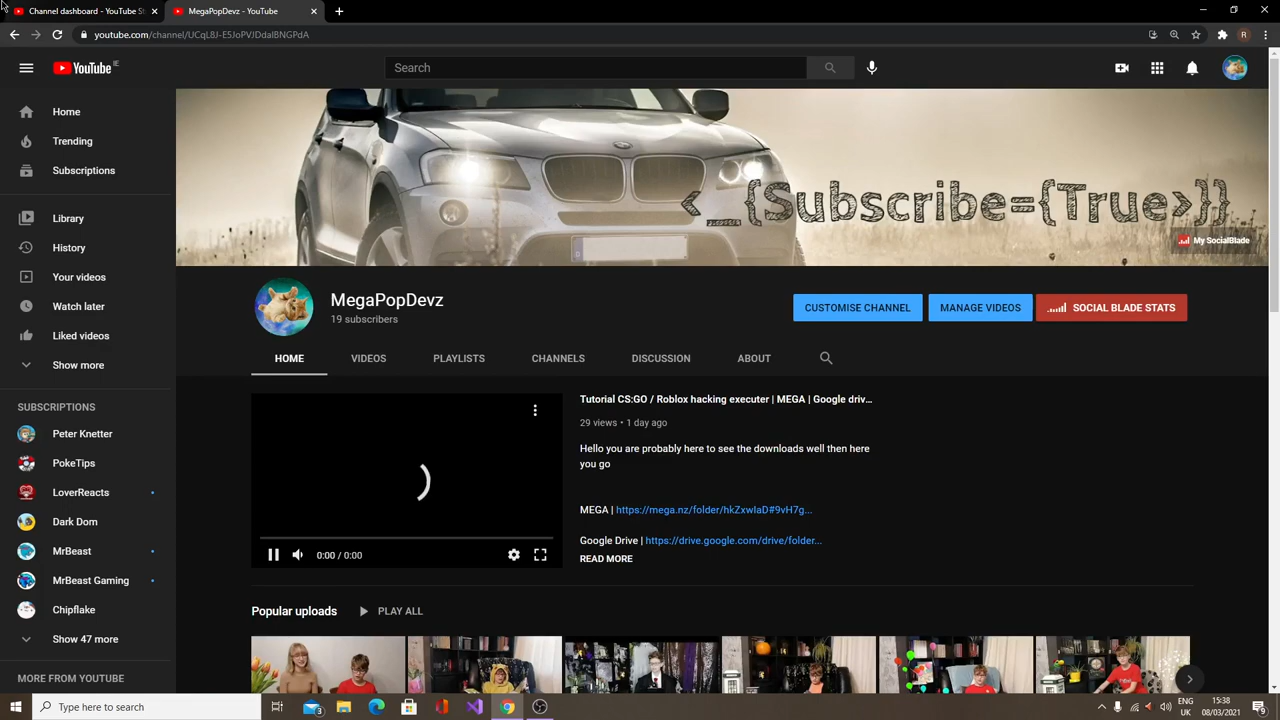 Channel dashboard - YouTube St
MegaPopDevz - YouTube
youtube.com/channel/UCqL8J-E5JoPVJDdalBNGPdA
R
YouTube IE
Search
Home
Trending
Subscriptions
Library
History
Your videos
Watch later
Liked videos
Show more
SUBSCRIPTIONS
Peter Knetter
PokeTips
LoverReacts
Dark Dom
MrBeast
MrBeast Gaming
Chipflake
Show 47 more
MORE FROM YOUTUBE
<__{Subscribe={True>}}
My SocialBlade
MegaPopDevz
19 subscribers
CUSTOMISE CHANNEL
MANAGE VIDEOS
SOCIAL BLADE STATS
HOME
VIDEOS
PLAYLISTS
CHANNELS
DISCUSSION
ABOUT
0:00 / 0:00
Tutorial CS:GO / Roblox hacking executer | MEGA | Google driv...
29 views • 1 day ago
Hello you are probably here to see the downloads well then here
you go
MEGA | https://mega.nz/folder/hkZxwIaD#9vH7g...
Google Drive | https://drive.google.com/drive/folder...
READ MORE
Popular uploads
PLAY ALL
Type here to search
3
ENG
UK
15:38
08/03/2021
9